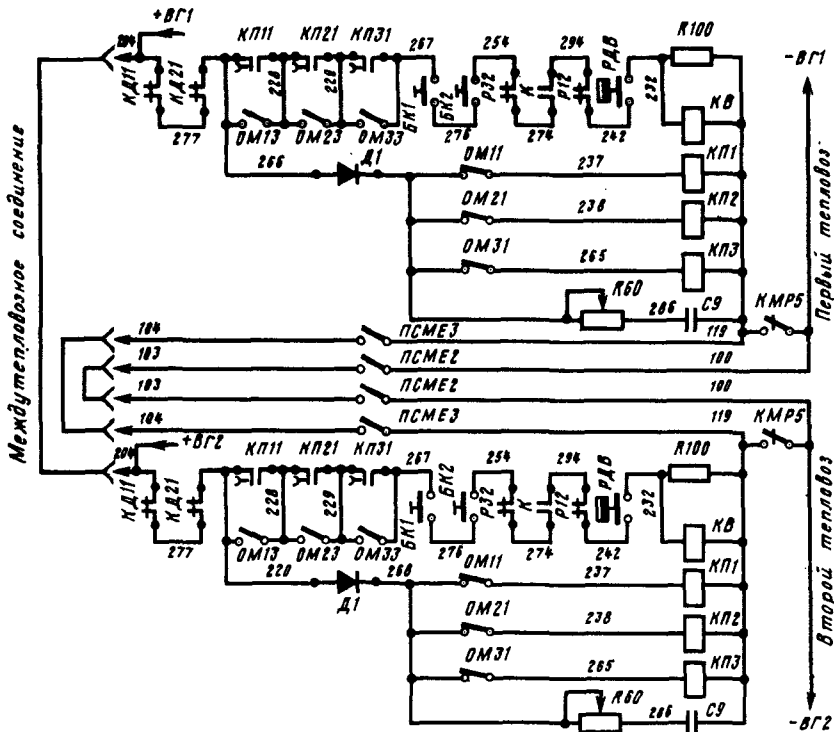 +ВГ1
204
КП11 КП21 КП31
267 254 294
РДВ
R100
-ВГ1
КД11
КД21
228
228
БК1
БК2
Р32
К
Р12
232
КВ
277
ОМ13 ОМ23 ОМ33
276 274 242
266
Д1
ОМ11
237
КП1
ОМ21
238
КП2
ОМ31
265
КП3
R60
286
С9
КМР5
Первый тепловоз
Междутепловозное соединение
104
ПСМЕ3
119
103
ПСМЕ2
100
103
ПСМЕ2
100
104
ПСМЕ3
119
КМР5
+ВГ2
204
КП11 КП21 КП31
267 254 294
РДВ
R100
КД11
КД21
228
229
БК1
БК2
Р32
К
Р12
232
КВ
277
ОМ13 ОМ23 ОМ33
276 274 242
220
Д1
268
ОМ11
237
КП1
ОМ21
238
КП2
ОМ31
265
КП3
R60
286
С9
Второй тепловоз
-ВГ2